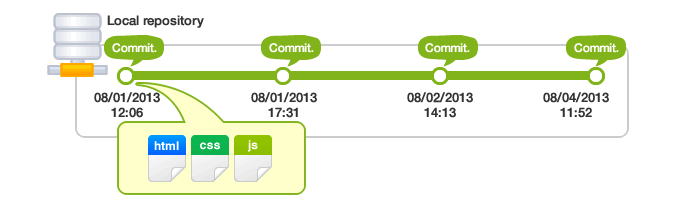 Local repository
Commit. Commit. Commit. Commit.
08/01/2013 08/01/2013 08/02/2013 08/04/2013
12:06 17:31 14:13 11:52
html css js